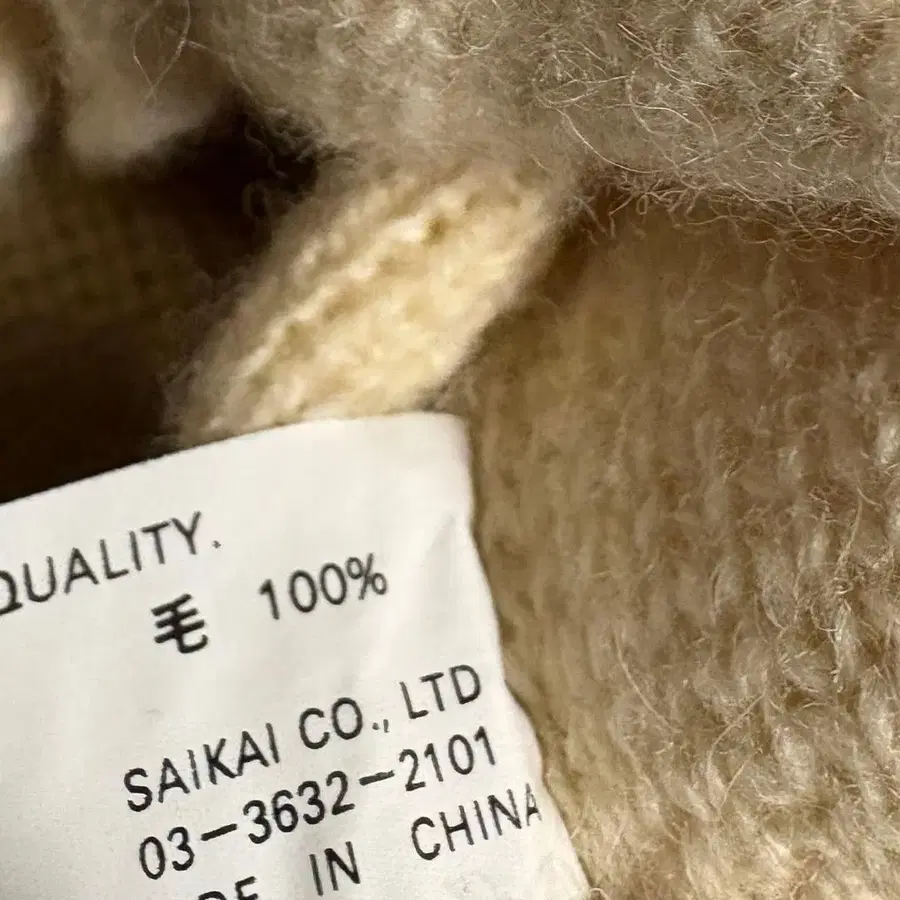 QUALITY.
毛 100%
SAIKAI CO., LTD
03-3632-2101
IN CHINA